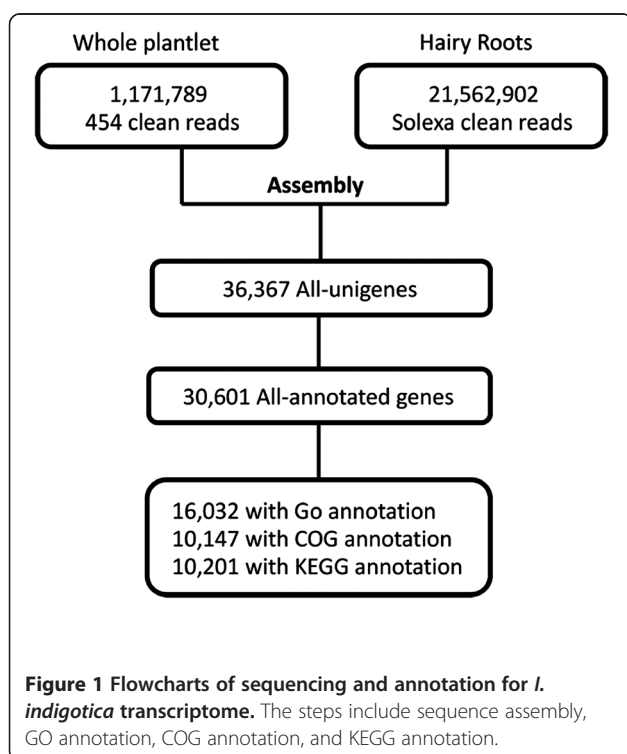 Whole plantlet
Hairy Roots
1,171,789
454 clean reads
21,562,902
Solexa clean reads
Assembly
36,367 All-unigenes
30,601 All-annotated genes
16,032 with Go annotation
10,147 with COG annotation
10,201 with KEGG annotation
Figure 1 Flowcharts of sequencing and annotation for I.
indigotica transcriptome. The steps include sequence assembly,
GO annotation, COG annotation, and KEGG annotation.